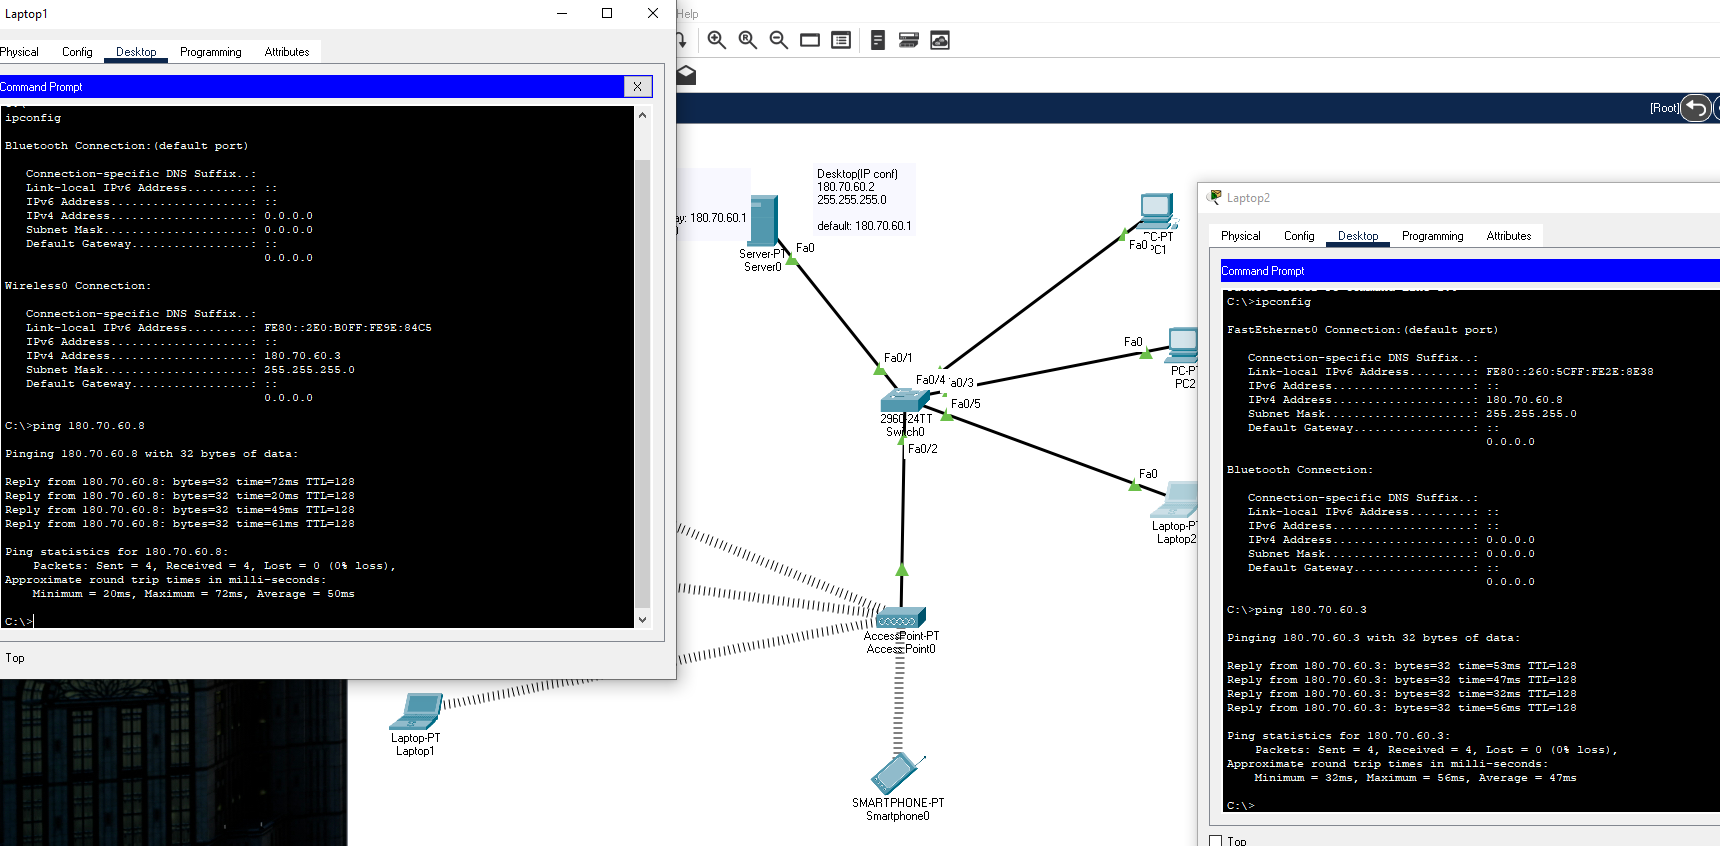 Laptop1
Physical Config Desktop Programming Attributes
Command Prompt X
ipconfig
Bluetooth Connection:(default port)
Connection-specific DNS Suffix..:
Link-local IPv6 Address.........: ::
IPv6 Address....................: ::
IPv4 Address....................: 0.0.0.0
Subnet Mask.....................: 0.0.0.0
Default Gateway.................: ::
0.0.0.0
Wireless0 Connection:
Connection-specific DNS Suffix..:
Link-local IPv6 Address.........: FE80::2E0:B0FF:FE9E:84C5
IPv6 Address....................: ::
IPv4 Address....................: 180.70.60.3
Subnet Mask.....................: 255.255.255.0
Default Gateway.................: ::
0.0.0.0
C:\>ping 180.70.60.8
Pinging 180.70.60.8 with 32 bytes of data:
Reply from 180.70.60.8: bytes=32 time=72ms TTL=128
Reply from 180.70.60.8: bytes=32 time=20ms TTL=128
Reply from 180.70.60.8: bytes=32 time=49ms TTL=128
Reply from 180.70.60.8: bytes=32 time=61ms TTL=128
Ping statistics for 180.70.60.8:
Packets: Sent = 4, Received = 4, Lost = 0 (0% loss),
Approximate round trip times in milli-seconds:
Minimum = 20ms, Maximum = 72ms, Average = 50ms
C:\>
Top
Help
[Root]
ay: 180.70.60.1
Desktop(IP conf)
180.70.60.2
255.255.255.0
default: 180.70.60.1
Server-PT
Server0
Fa0
Fa0
PC1
Fa0/1
Fa0
PC2
Fa0/4
Fa0/5
2960-24TT
Switch0
Fa0/2
Fa0
Laptop2
AccessPoint-PT
Access Point0
Laptop-PT
Laptop1
SMARTPHONE-PT
Smartphone0
Laptop2
Physical Config Desktop Programming Attributes
Command Prompt
C:\>ipconfig
FastEthernet0 Connection:(default port)
Connection-specific DNS Suffix..:
Link-local IPv6 Address.........: FE80::260:5CFF:FE2E:8E38
IPv6 Address....................: ::
IPv4 Address....................: 180.70.60.8
Subnet Mask.....................: 255.255.255.0
Default Gateway.................: ::
0.0.0.0
Bluetooth Connection:
Connection-specific DNS Suffix..:
Link-local IPv6 Address.........: ::
IPv6 Address....................: ::
IPv4 Address....................: 0.0.0.0
Subnet Mask.....................: 0.0.0.0
Default Gateway.................: ::
0.0.0.0
C:\>ping 180.70.60.3
Pinging 180.70.60.3 with 32 bytes of data:
Reply from 180.70.60.3: bytes=32 time=53ms TTL=128
Reply from 180.70.60.3: bytes=32 time=47ms TTL=128
Reply from 180.70.60.3: bytes=32 time=32ms TTL=128
Reply from 180.70.60.3: bytes=32 time=56ms TTL=128
Ping statistics for 180.70.60.3:
Packets: Sent = 4, Received = 4, Lost = 0 (0% loss),
Approximate round trip times in milli-seconds:
Minimum = 32ms, Maximum = 56ms, Average = 47ms
C:\>
Top